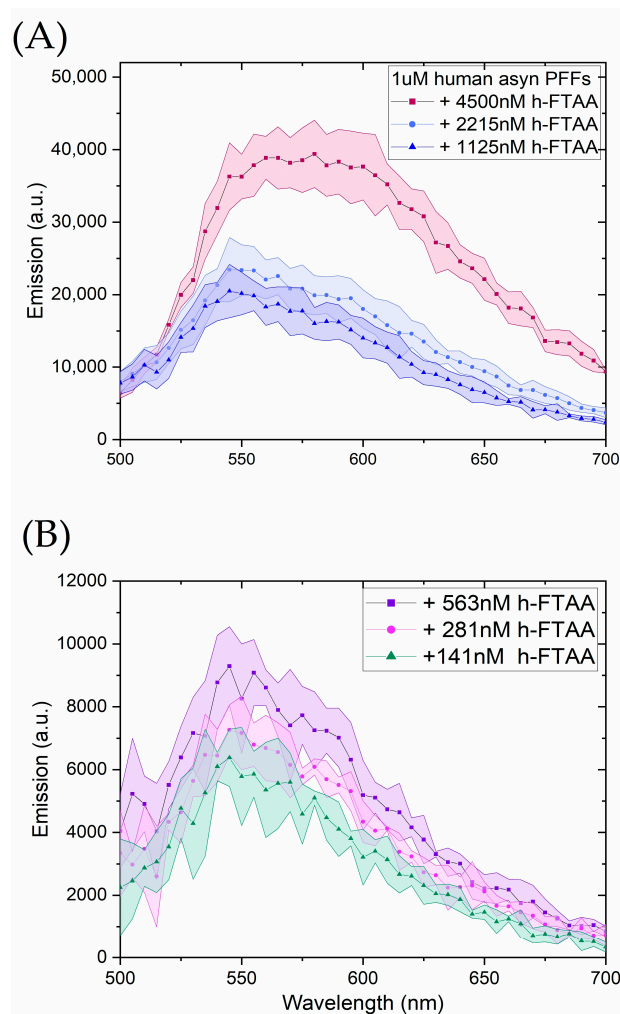 (A)
50,000
40,000
30,000
20,000
10,000
0
Emission (a.u.)
1uM human asyn PFFs
+ 4500nM h-FTAA
+ 2215nM h-FTAA
+ 1125nM h-FTAA
500 550 600 650 700
(B)
12000
10000
8000
6000
4000
2000
0
Emission (a.u.)
+ 563nM h-FTAA
+ 281nM h-FTAA
+141nM h-FTAA
500 550 600 650 700
Wavelength (nm)